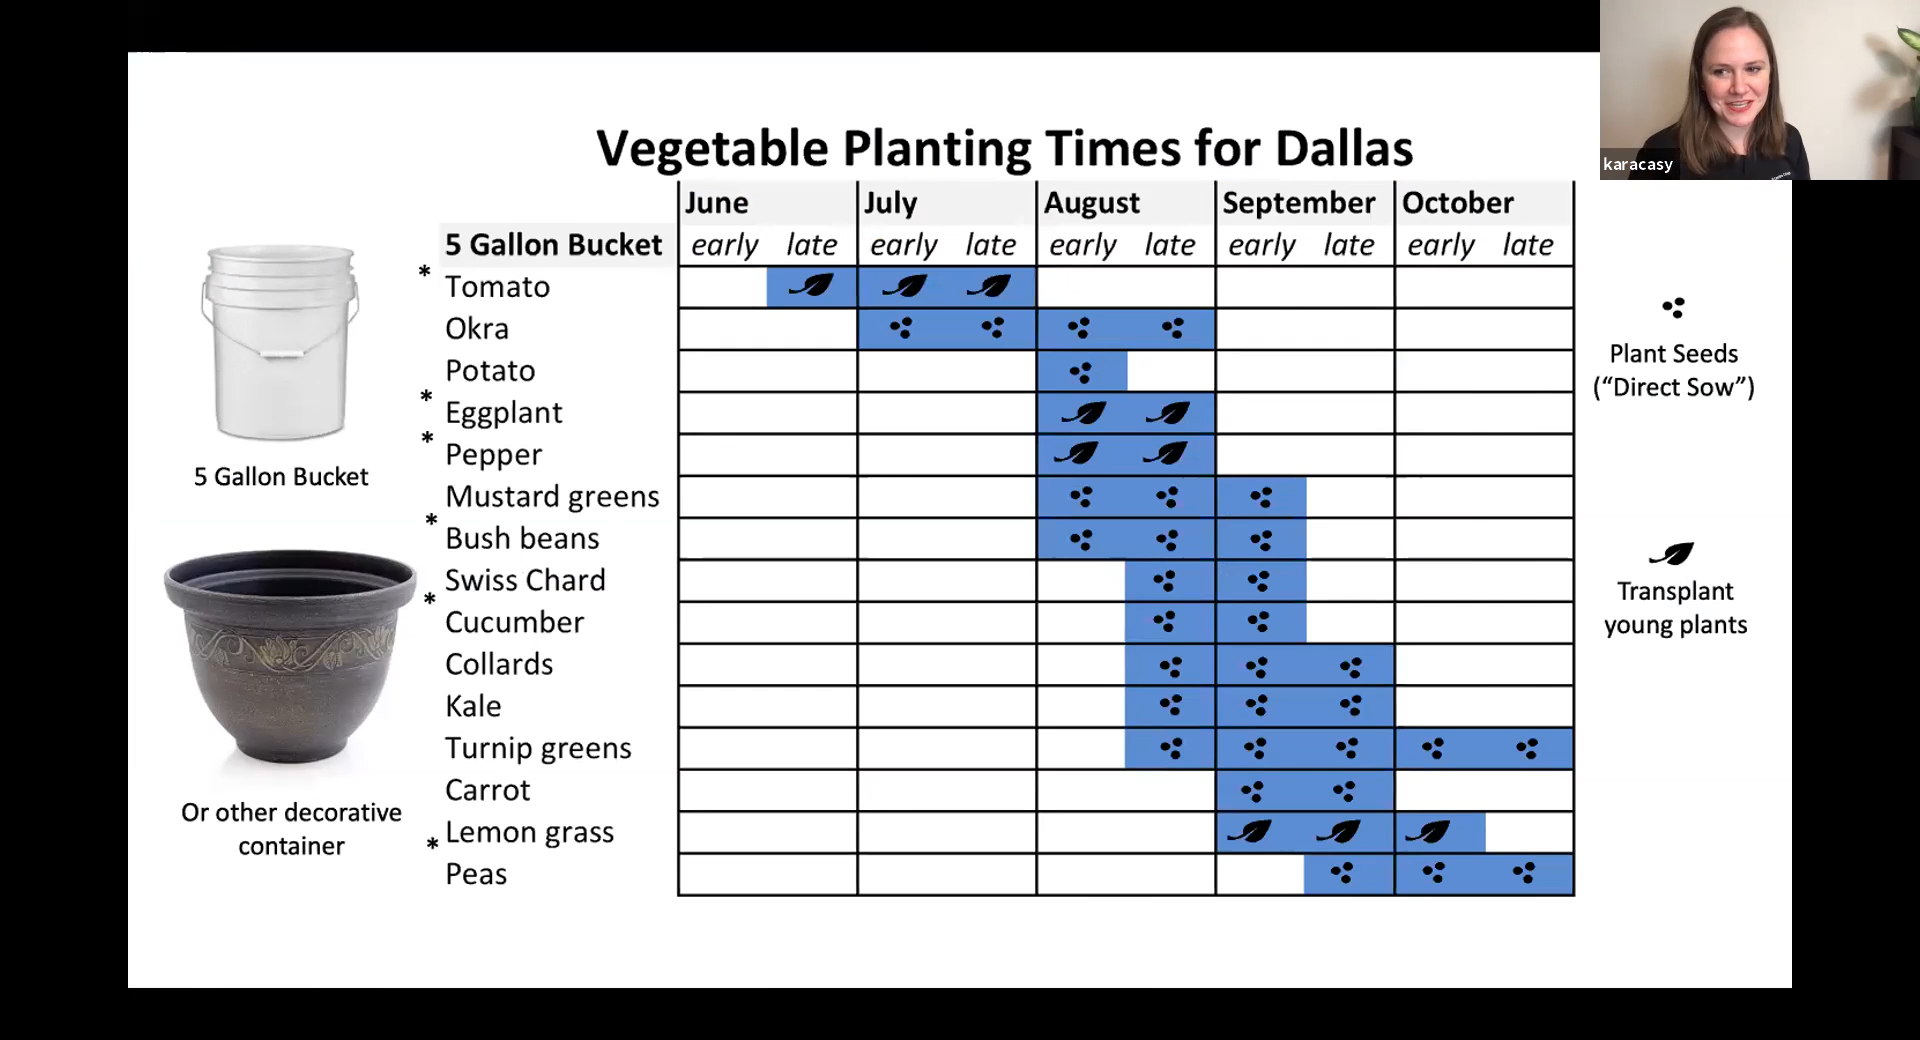 karacasy
Vegetable Planting Times for Dallas
June July August September October
5 Gallon Bucket early late early late early late early late early late
* Tomato
Okra
Potato
* Eggplant
* Pepper
Mustard greens
* Bush beans
Swiss Chard
* Cucumber
Collards
Kale
Turnip greens
Carrot
Lemon grass
* Peas
5 Gallon Bucket
Or other decorative
container
Plant Seeds
(“Direct Sow”)
Transplant
young plants